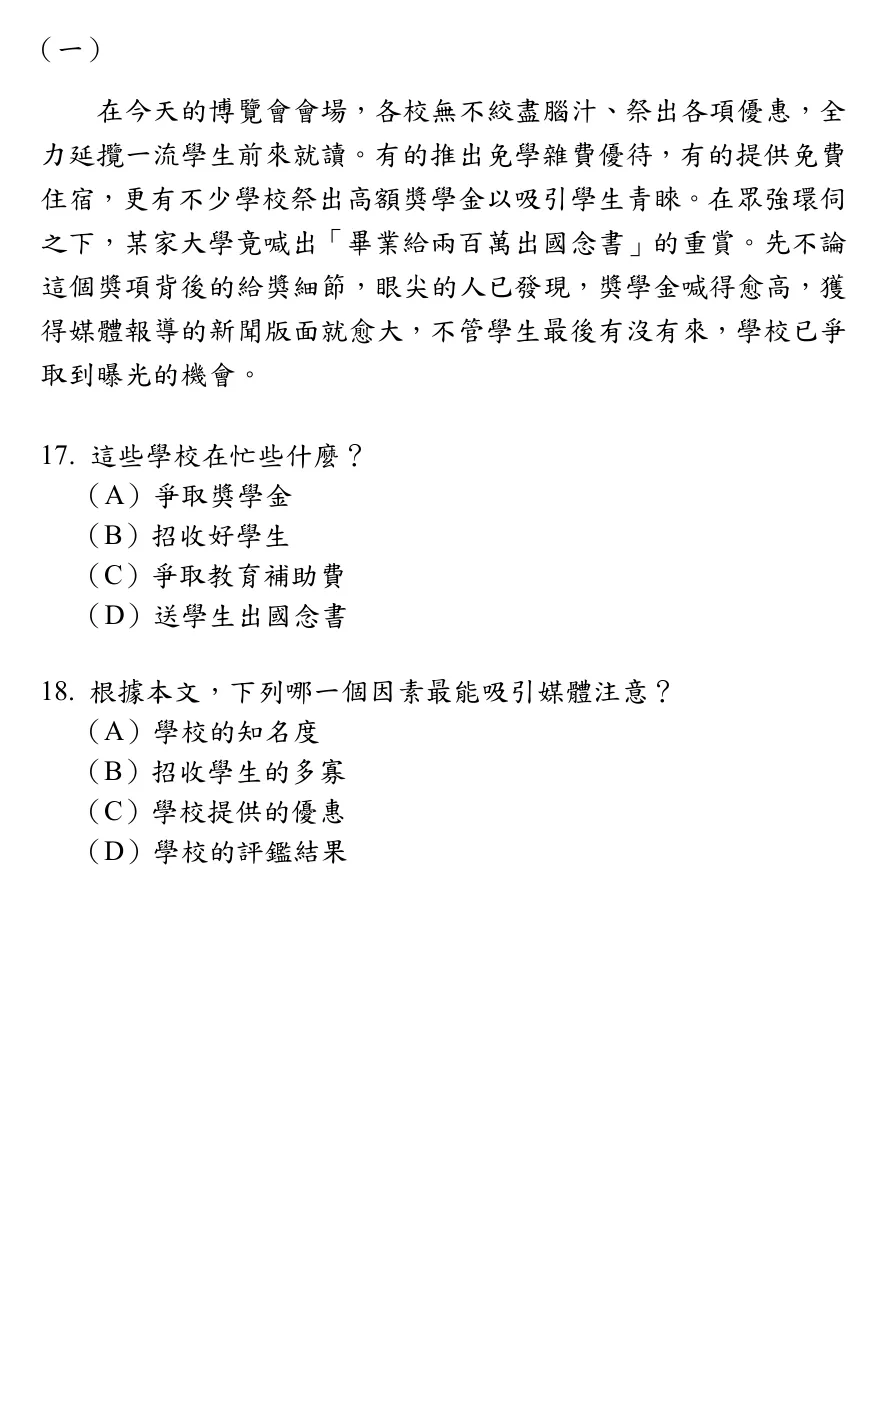 （一）
在今天的博覽會會場，各校無不絞盡腦汁、祭出各項優惠，全
力延攬一流學生前來就讀。有的推出免學雜費優待，有的提供免費
住宿，更有不少學校祭出高額獎學金以吸引學生青睞。在眾強環伺
之下，某家大學竟喊出「畢業給兩百萬出國念書」的重賞。先不論
這個獎項背後的給獎細節，眼尖的人已發現，獎學金喊得愈高，獲
得媒體報導的新聞版面就愈大，不管學生最後有沒有來，學校已爭
取到曝光的機會。
17. 這些學校在忙些什麼？
（A）爭取獎學金
（B）招收好學生
（C）爭取教育補助費
（D）送學生出國念書
18. 根據本文，下列哪一個因素最能吸引媒體注意？
（A）學校的知名度
（B）招收學生的多寡
（C）學校提供的優惠
（D）學校的評鑑結果